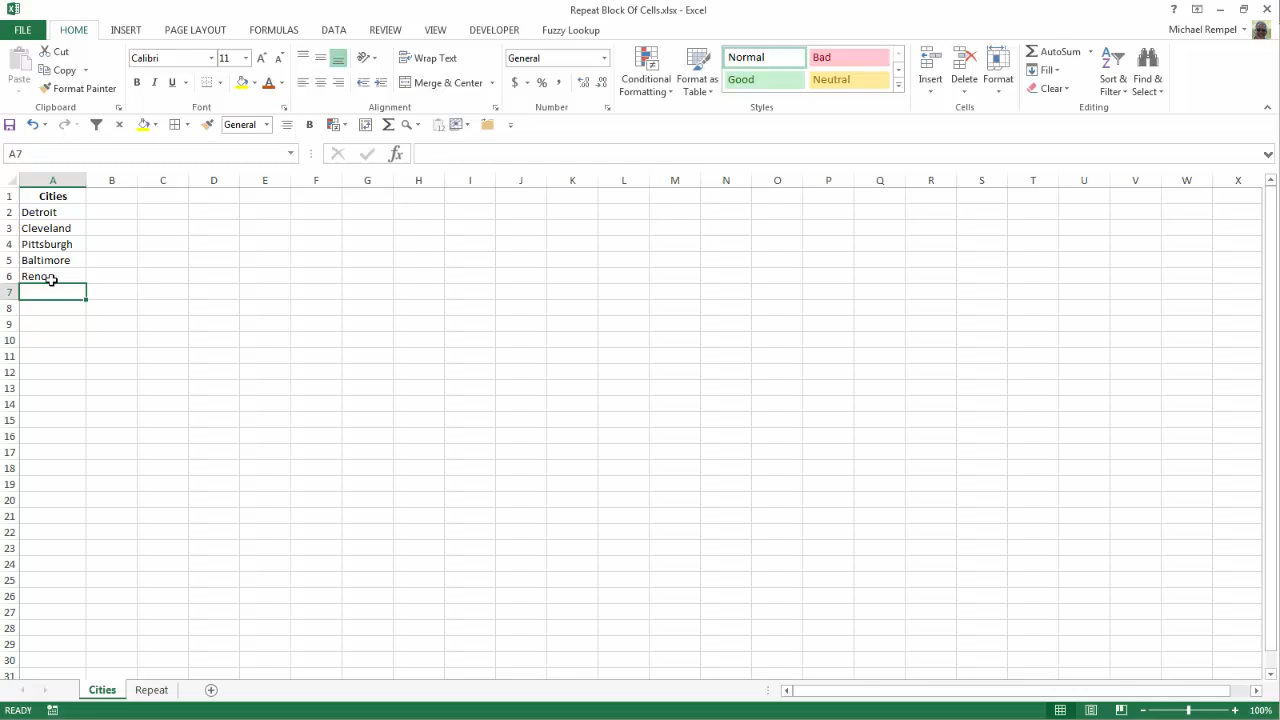 Repeat Block Of Cells.xlsx - Excel
FILE HOME INSERT PAGE LAYOUT FORMULAS DATA REVIEW VIEW DEVELOPER Fuzzy Lookup Michael Rempel
Paste
Cut
Copy
Format Painter
Clipboard
Calibri 11
B I U
Font
Wrap Text
Merge & Center
Alignment
General
$ % ,
Number
Conditional Formatting
Format as Table
Normal Bad
Good Neutral
Styles
Insert Delete Format
Cells
AutoSum
Fill
Clear
Sort & Filter
Find & Select
Editing
General B
A7 fx
A B C D E F G H I J K L M N O P Q R S T U V W X
1 Cities
2 Detroit
3 Cleveland
4 Pittsburgh
5 Baltimore
6 Reno
7
8
9
10
11
12
13
14
15
16
17
18
19
20
21
22
23
24
25
26
27
28
29
30
31
Cities Repeat
READY 100%